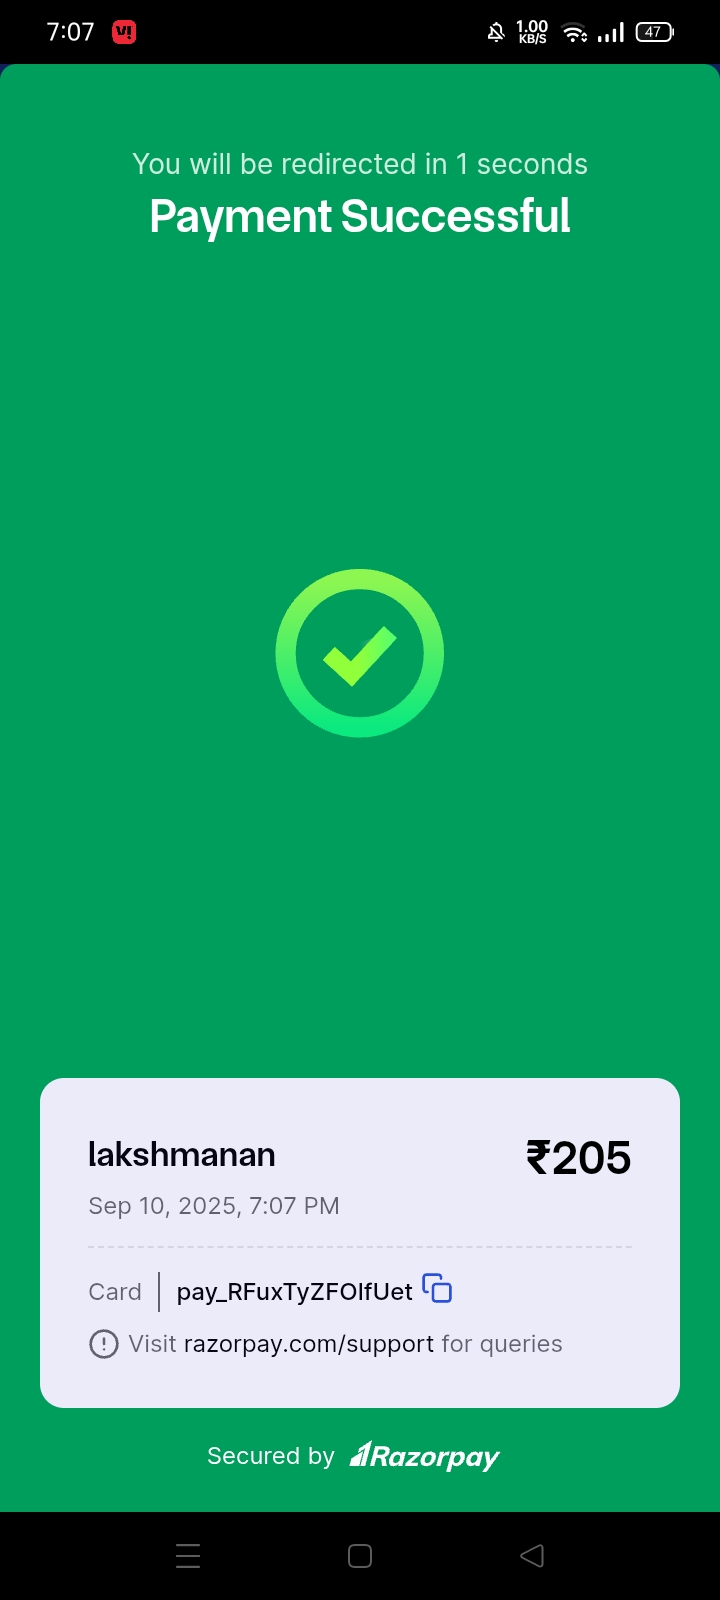 7:07 VI! 1.00 KB/S 47
You will be redirected in 1 seconds
Payment Successful
lakshmanan ₹205
Sep 10, 2025, 7:07 PM
Card pay_RFuxTyZFOlfUet
Visit razorpay.com/support for queries
Secured by Razorpay